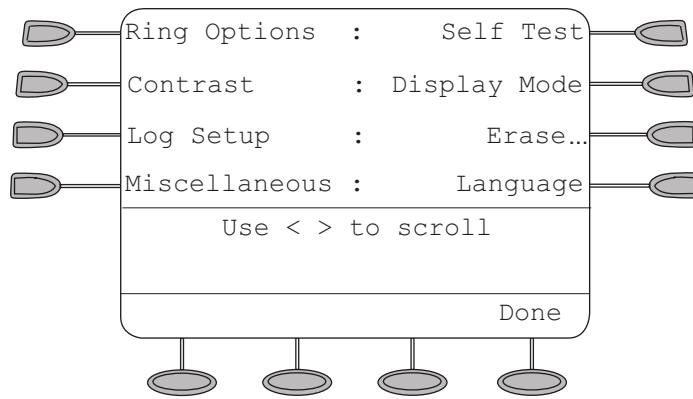 Ring Options : Self Test
Contrast : Display Mode
Log Setup : Erase…
Miscellaneous : Language
Use < > to scroll
Done